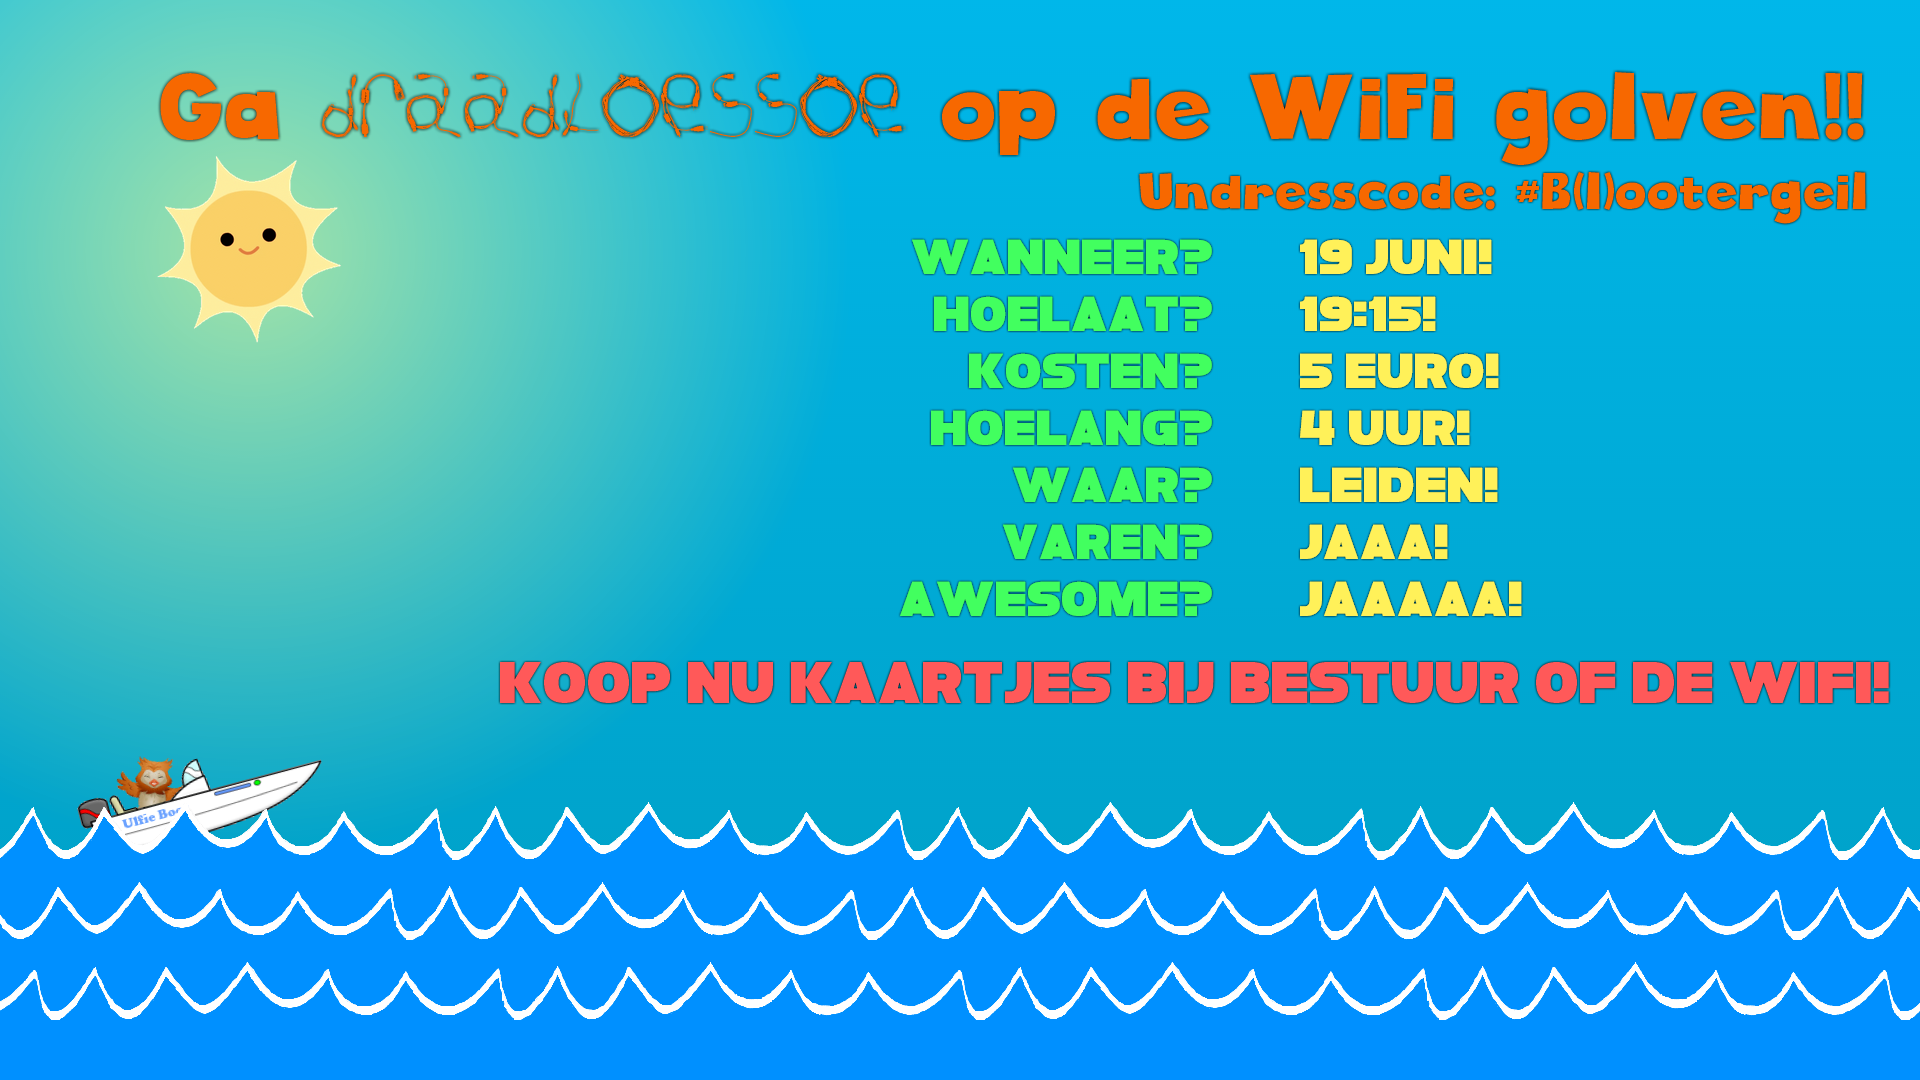 Ga draadloessoe op de WiFi golven!!
Undresscode: #B(l)ootergeil
WANNEER? 19 JUNI!
HOELAAT? 19:15!
KOSTEN? 5 EURO!
HOELANG? 4 UUR!
WAAR? LEIDEN!
VAREN? JAAA!
AWESOME? JAAAAA!
KOOP NU KAARTJES BIJ BESTUUR OF DE WIFI!
Ulfie